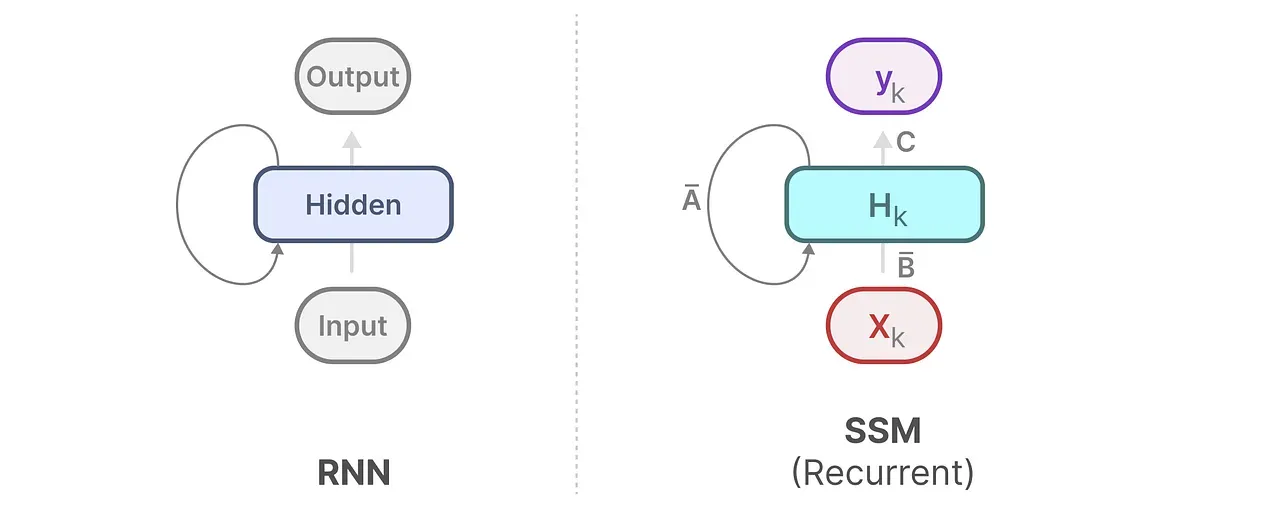 Output
Hidden
Input
RNN
yₖ
C
A̅
Hₖ
B̅
Xₖ
SSM
(Recurrent)